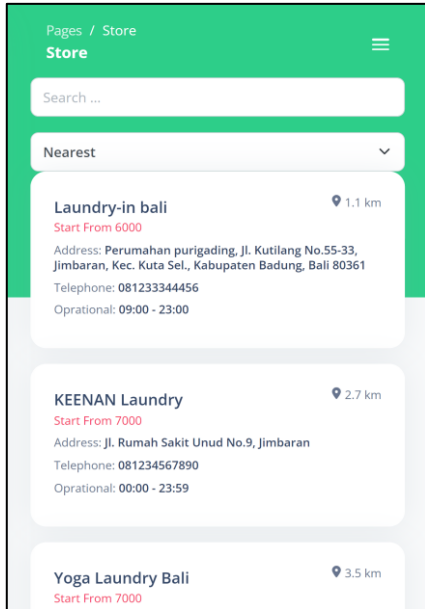 Pages / Store
Store
Search ...
Nearest
Laundry-in bali
1.1 km
Start From 6000
Address: Perumahan purigading, Jl. Kutilang No.55-33,
Jimbaran, Kec. Kuta Sel., Kabupaten Badung, Bali 80361
Telephone: 081233344456
Oprational: 09:00 - 23:00
KEENAN Laundry
2.7 km
Start From 7000
Address: Jl. Rumah Sakit Unud No.9, Jimbaran
Telephone: 081234567890
Oprational: 00:00 - 23:59
Yoga Laundry Bali
3.5 km
Start From 7000